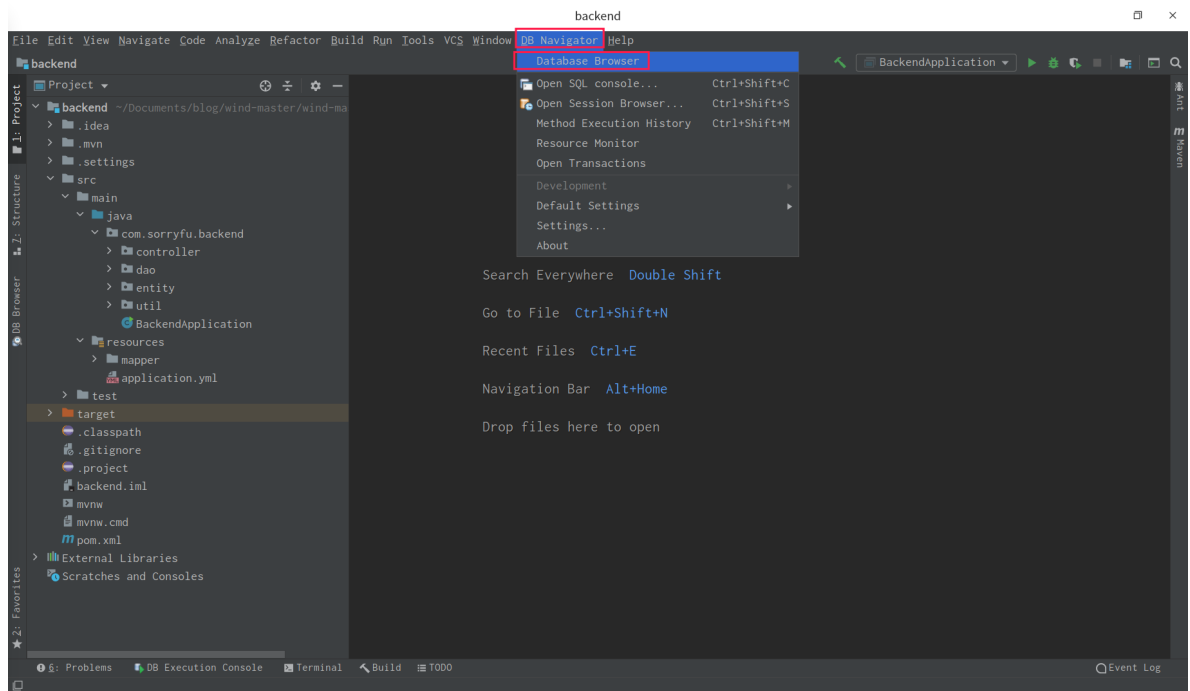 backend
File Edit View Navigate Code Analyze Refactor Build Run Tools VCS Window DB Navigator Help
backend
BackendApplication
Database Browser
Open SQL console... Ctrl+Shift+C
Open Session Browser... Ctrl+Shift+S
Method Execution History Ctrl+Shift+M
Resource Monitor
Open Transactions
Development
Default Settings
Settings...
About
1: Project
7: Structure
DB Browser
2: Favorites
Project
backend ~/Documents/blog/wind-master/wind-ma
.idea
.mvn
.settings
src
main
java
com.sorryfu.backend
controller
dao
entity
util
BackendApplication
resources
mapper
application.yml
test
target
.classpath
.gitignore
.project
backend.iml
mvnw
mvnw.cmd
pom.xml
External Libraries
Scratches and Consoles
Search Everywhere Double Shift
Go to File Ctrl+Shift+N
Recent Files Ctrl+E
Navigation Bar Alt+Home
Drop files here to open
Ant
m Maven
6: Problems DB Execution Console Terminal Build TODO Event Log